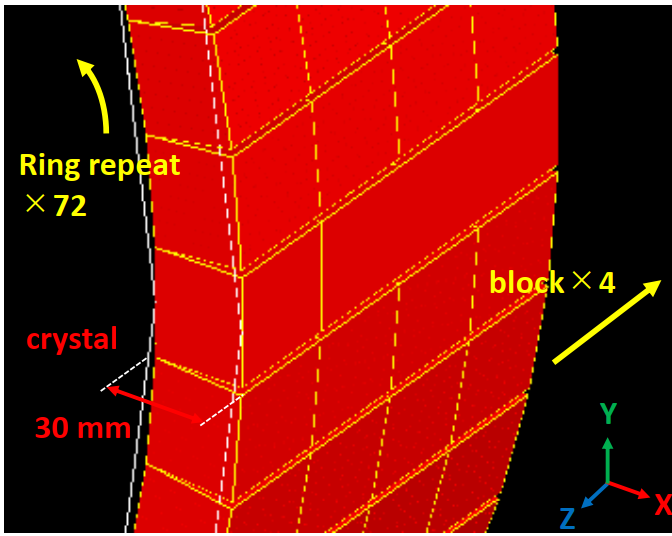 Ring repeat
×72
block×4
crystal
30 mm
Y
Z
X